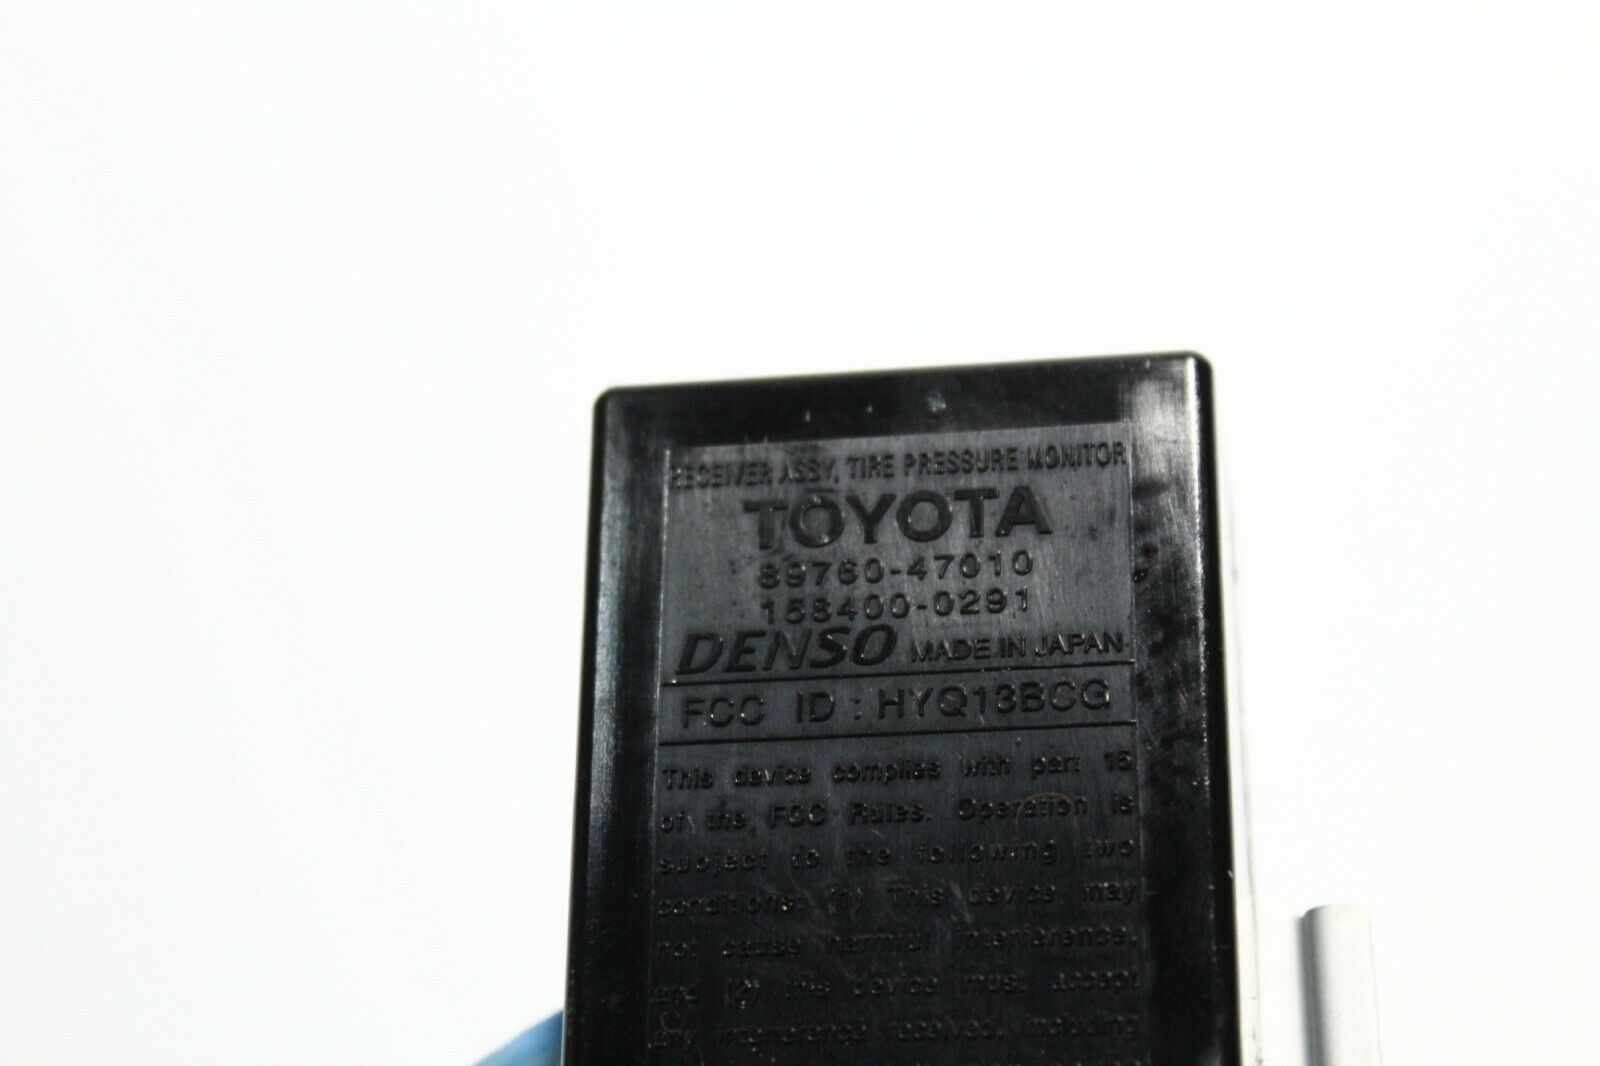 RECEIVER ASSY, TIRE PRESSURE MONITOR
TOYOTA
89760-47010
158400-0291
DENSO MADE IN JAPAN
FCC ID : HYQ13BCG
This device complies with part 15
of the FCC Rules. Operation is
subject to the following two
conditions: (1) This device may
not cause harmful interference,
and (2) this device must accept
any interference received, including